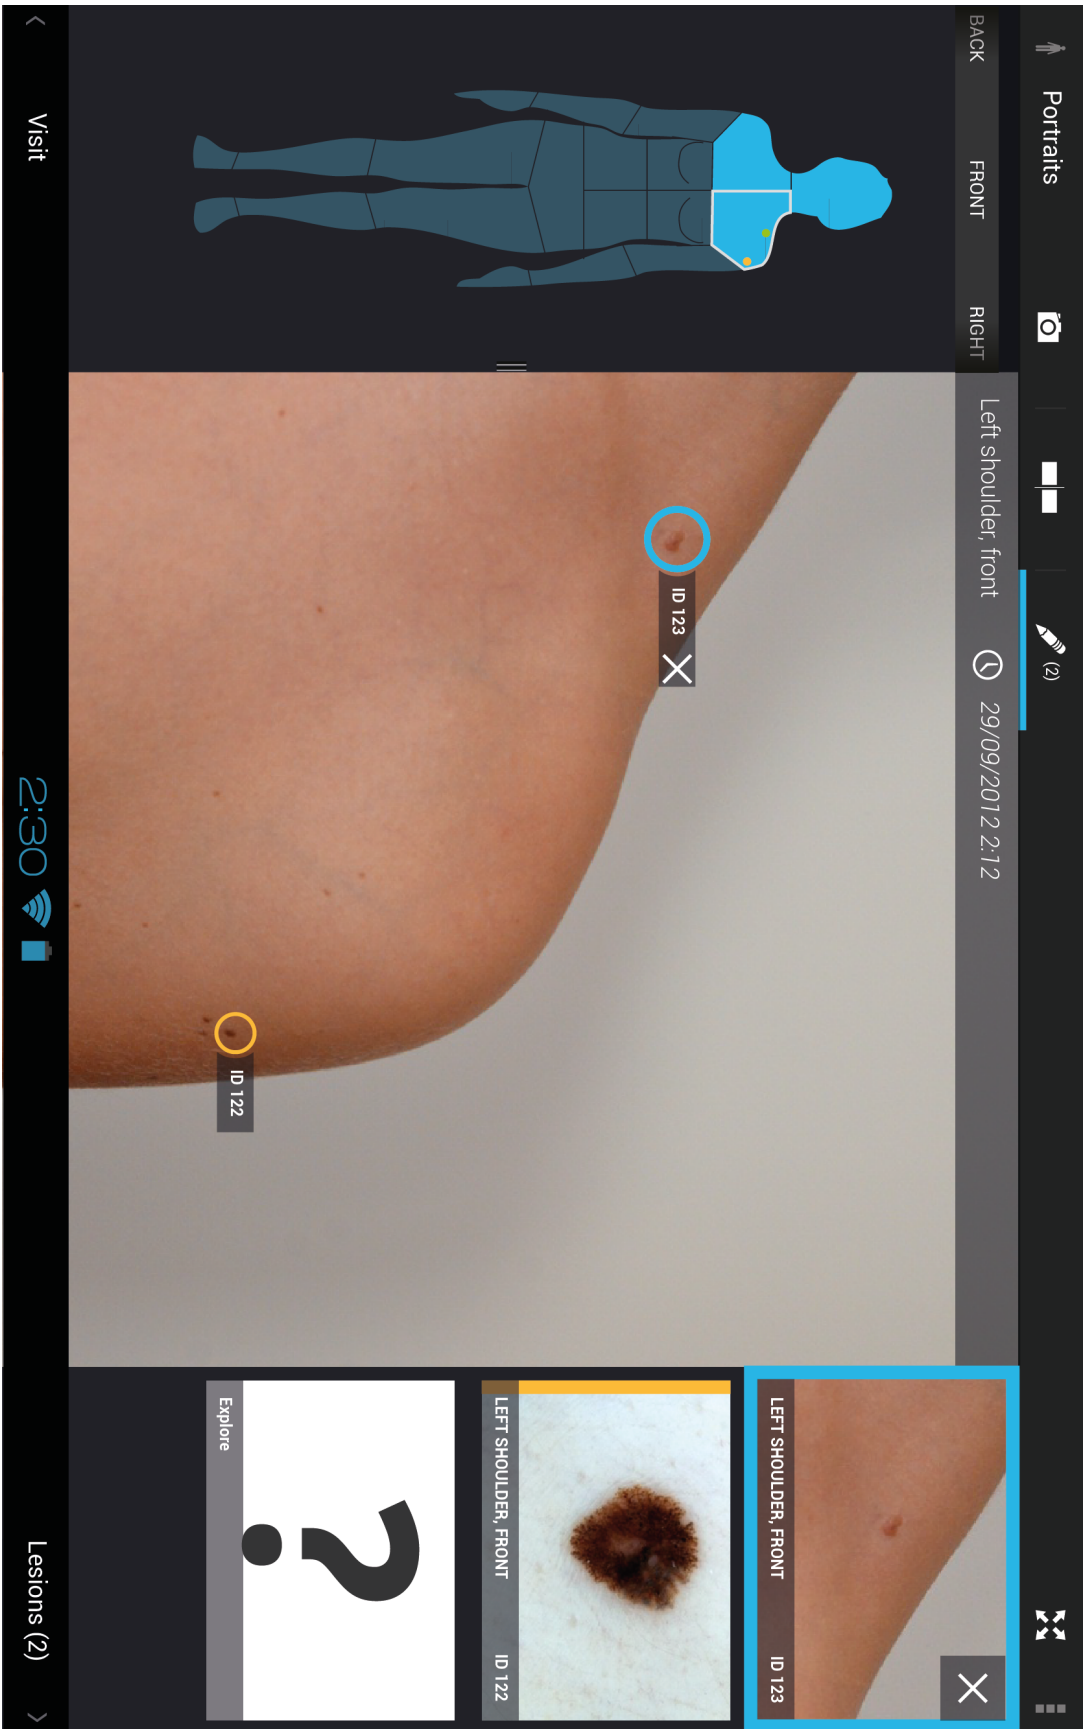 Portraits
(2)
BACK
FRONT
RIGHT
Left shoulder, front
29/09/2012 2:12
ID 123
ID 122
LEFT SHOULDER, FRONT
ID 123
LEFT SHOULDER, FRONT
ID 122
?
Explore
Visit
2:30
Lesions (2)